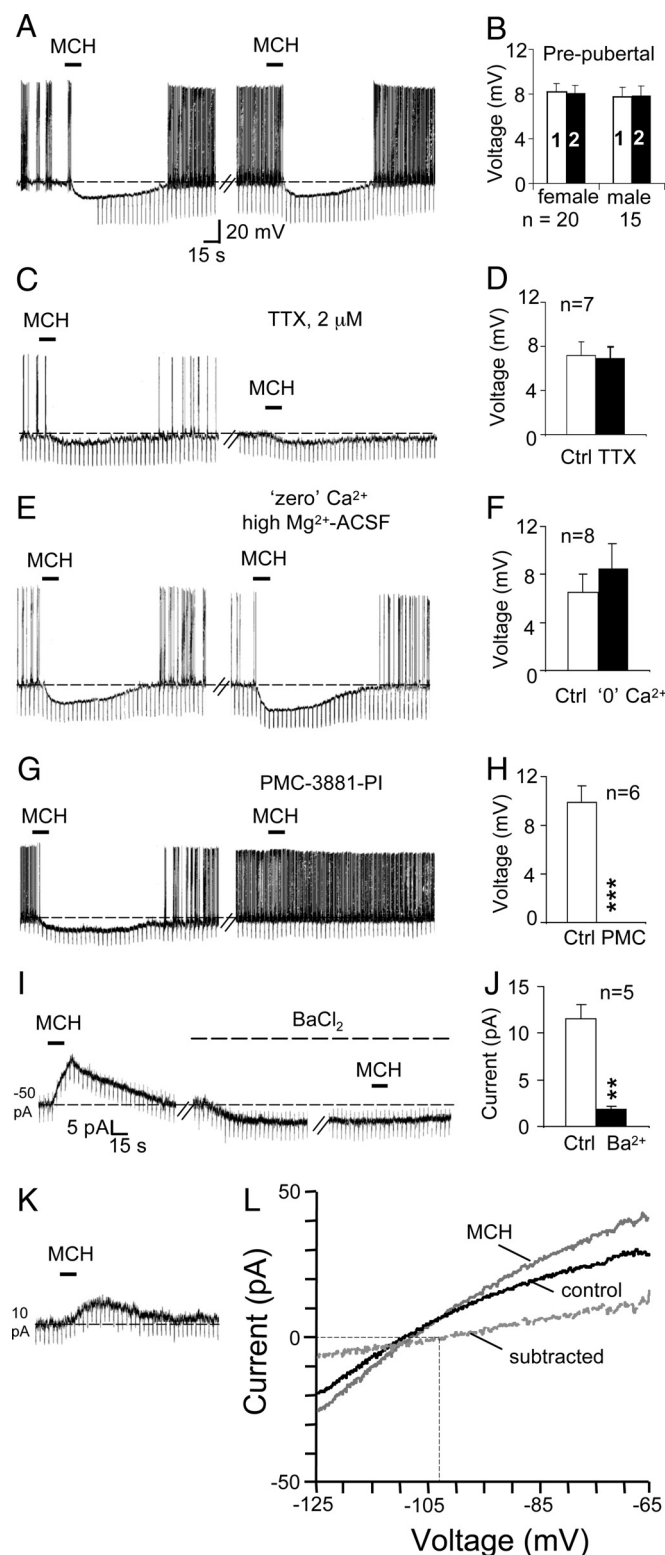 A
MCH
MCH
20 mV
15 s
B
Pre-pubertal
Voltage (mV)
12
8
4
0
1 2 1 2
female male
n = 20 15
C
MCH
TTX, 2 μM
MCH
D
n=7
Voltage (mV)
12
8
4
0
Ctrl TTX
E
'zero' Ca²⁺
high Mg²⁺-ACSF
MCH
MCH
F
n=8
Voltage (mV)
12
8
4
0
Ctrl '0' Ca²⁺
G
PMC-3881-PI
MCH
MCH
H
n=6
Voltage (mV)
12
8
4
0
***
Ctrl PMC
I
MCH
BaCl₂
MCH
-50
pA
5 pA
15 s
J
n=5
Current (pA)
15
10
5
0
**
Ctrl Ba²⁺
K
MCH
10
pA
L
50
MCH
control
0
subtracted
Current (pA)
-50
-125 -105 -85 -65
Voltage (mV)